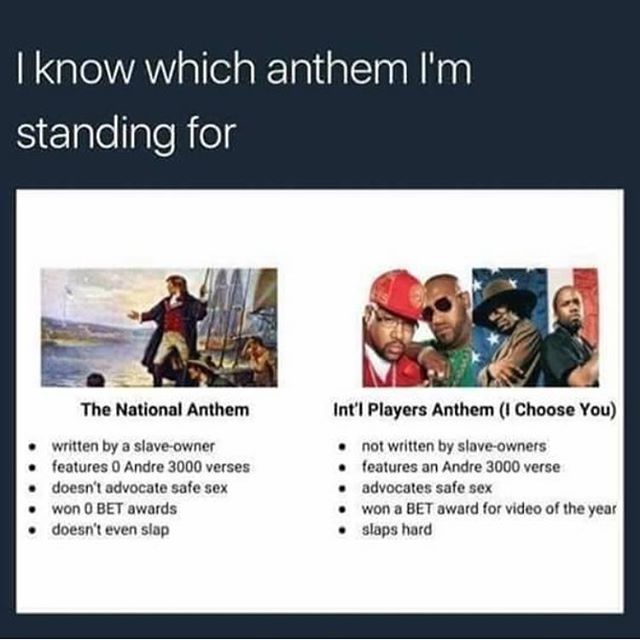 I know which anthem I'm
standing for
The National Anthem
• written by a slave-owner
• features 0 Andre 3000 verses
• doesn't advocate safe sex
• won 0 BET awards
• doesn't even slap
Int'l Players Anthem (I Choose You)
• not written by slave-owners
• features an Andre 3000 verse
• advocates safe sex
• won a BET award for video of the year
• slaps hard